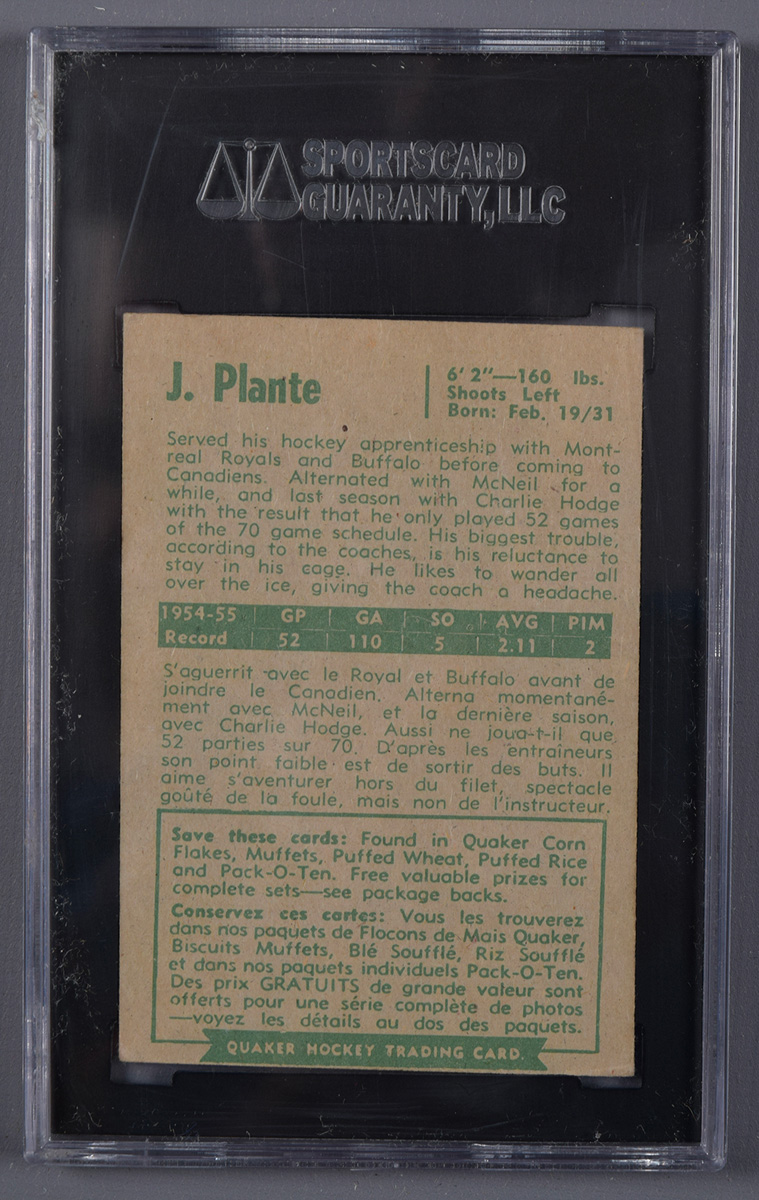 SPORTSCARD
GUARANTY, LLC
J. Plante
6' 2"—160 lbs.
Shoots Left
Born: Feb. 19/31
Served his hockey apprenticeship with Mont-
real Royals and Buffalo before coming to
Canadiens. Alternated with McNeil for a
while, and last season with Charlie Hodge
with the result that he only played 52 games
of the 70 game schedule. His biggest trouble,
according to the coaches, is his reluctance to
stay in his cage. He likes to wander all
over the ice, giving the coach a headache.
1954-55 | GP | GA | SO | AVG | PIM
Record | 52 | 110 | 5 | 2.11 | 2
S'aguerrit avec le Royal et Buffalo avant de
joindre le Canadien. Alterna momentané-
ment avec McNeil, et la dernière saison,
avec Charlie Hodge. Aussi ne joua-t-il que
52 parties sur 70. D'après les entraineurs
son point faible est de sortir des buts. Il
aime s'aventurer hors du filet, spectacle
goûté de la foule, mais non de l'instructeur.
Save these cards: Found in Quaker Corn
Flakes, Muffets, Puffed Wheat, Puffed Rice
and Pack-O-Ten. Free valuable prizes for
complete sets—see package backs.
Conservez ces cartes: Vous les trouverez
dans nos paquets de Flocons de Mais Quaker,
Biscuits Muffets, Blé Soufflé, Riz Soufflé
et dans nos paquets individuels Pack-O-Ten.
Des prix GRATUITS de grande valeur sont
offerts pour une série complète de photos
—voyez les détails au dos des paquets.
QUAKER HOCKEY TRADING CARD.